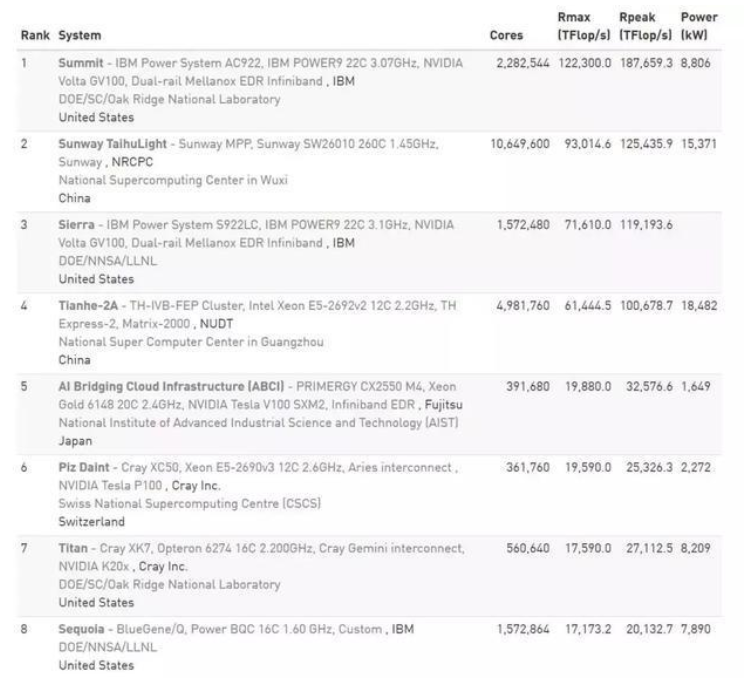 Rmax Rpeak Power
Rank System Cores (TFlop/s) (TFlop/s) (kW)
1 Summit - IBM Power System AC922, IBM POWER9 22C 3.07GHz, NVIDIA 2,282,544 122,300.0 187,659.3 8,806
Volta GV100, Dual-rail Mellanox EDR Infiniband , IBM
DOE/SC/Oak Ridge National Laboratory
United States
2 Sunway TaihuLight - Sunway MPP, Sunway SW26010 260C 1.45GHz, 10,649,600 93,014.6 125,435.9 15,371
Sunway , NRCPC
National Supercomputing Center in Wuxi
China
3 Sierra - IBM Power System S922LC, IBM POWER9 22C 3.1GHz, NVIDIA 1,572,480 71,610.0 119,193.6
Volta GV100, Dual-rail Mellanox EDR Infiniband , IBM
DOE/NNSA/LLNL
United States
4 Tianhe-2A - TH-IVB-FEP Cluster, Intel Xeon E5-2692v2 12C 2.2GHz, TH 4,981,760 61,444.5 100,678.7 18,482
Express-2, Matrix-2000 , NUDT
National Super Computer Center in Guangzhou
China
5 AI Bridging Cloud Infrastructure (ABCI) - PRIMERGY CX2550 M4, Xeon 391,680 19,880.0 32,576.6 1,649
Gold 6148 20C 2.4GHz, NVIDIA Tesla V100 SXM2, Infiniband EDR , Fujitsu
National Institute of Advanced Industrial Science and Technology (AIST)
Japan
6 Piz Daint - Cray XC50, Xeon E5-2690v3 12C 2.6GHz, Aries interconnect , 361,760 19,590.0 25,326.3 2,272
NVIDIA Tesla P100 , Cray Inc.
Swiss National Supercomputing Centre (CSCS)
Switzerland
7 Titan - Cray XK7, Opteron 6274 16C 2.200GHz, Cray Gemini interconnect, 560,640 17,590.0 27,112.5 8,209
NVIDIA K20x , Cray Inc.
DOE/SC/Oak Ridge National Laboratory
United States
8 Sequoia - BlueGene/Q, Power BQC 16C 1.60 GHz, Custom , IBM 1,572,864 17,173.2 20,132.7 7,890
DOE/NNSA/LLNL
United States